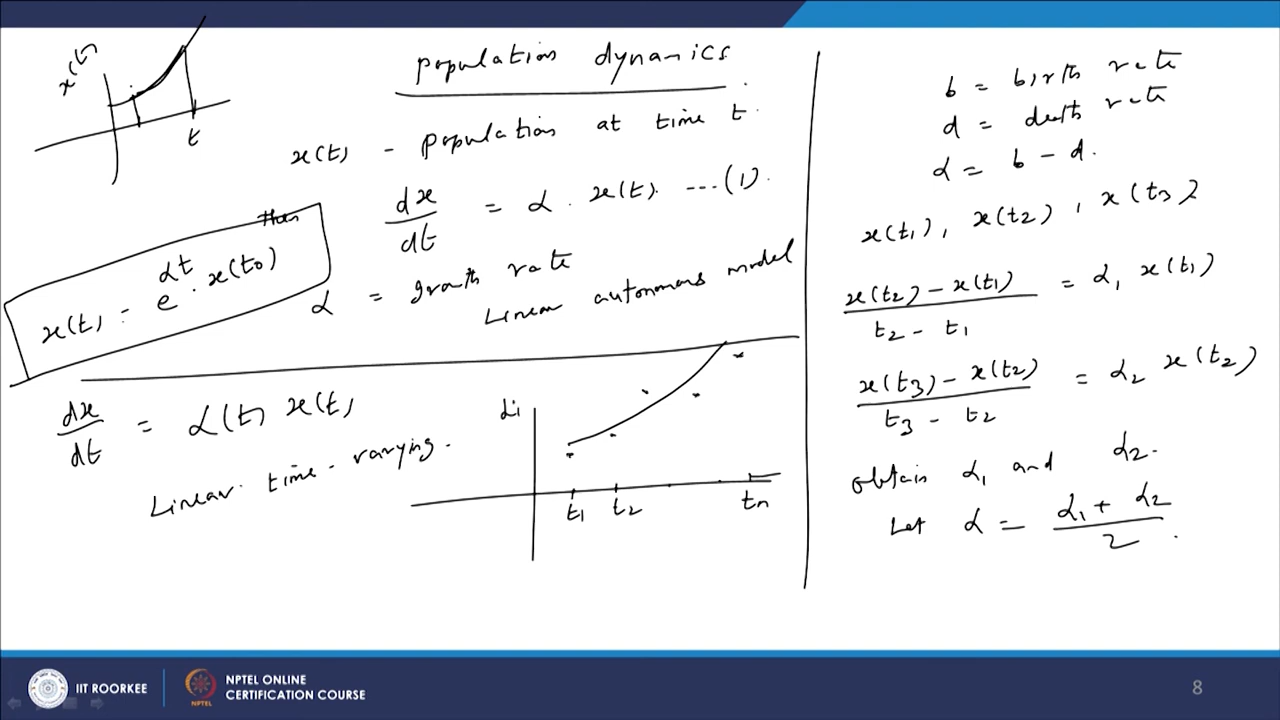 population dynamics
x(t)
t
x(t) - population at time t.
dx/dt = α . x(t). ---(1).
then
x(t) = e^αt . x(t0)
α = growth rate
Linear autonomous model
dx/dt = α(t) x(t)
Linear time-varying.
αi
t1 t2 tn
b = birth rate
d = death rate
α = b - d.
x(t1), x(t2), x(t3)
x(t2) - x(t1) / t2 - t1 = α1 x(t1)
x(t3) - x(t2) / t3 - t2 = α2 x(t2)
obtain α1 and α2.
Let α = α1 + α2 / 2.
IIT ROORKEE
NPTEL ONLINE
CERTIFICATION COURSE
8